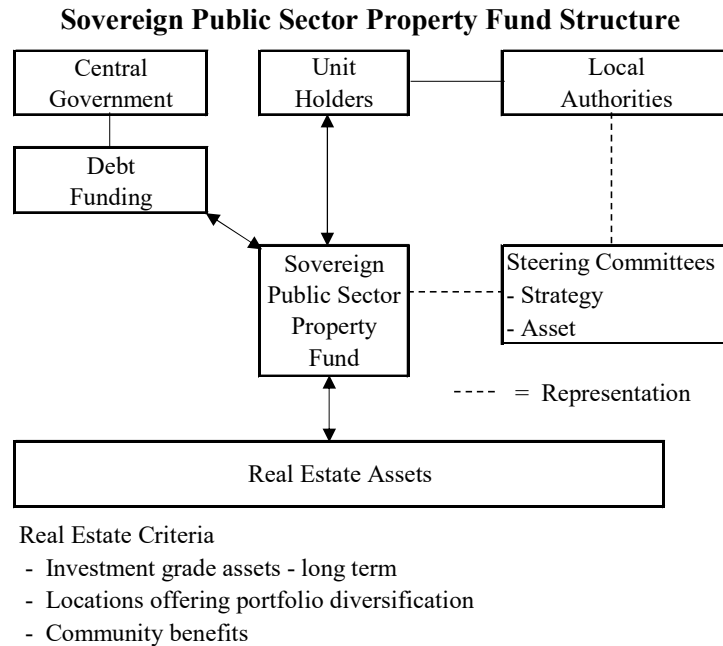 Sovereign Public Sector Property Fund Structure
Central
Government
Unit
Holders
Local
Authorities
Debt
Funding
Sovereign
Public Sector
Property
Fund
Steering Committees
- Strategy
- Asset
----- = Representation
Real Estate Assets
Real Estate Criteria
- Investment grade assets - long term
- Locations offering portfolio diversification
- Community benefits